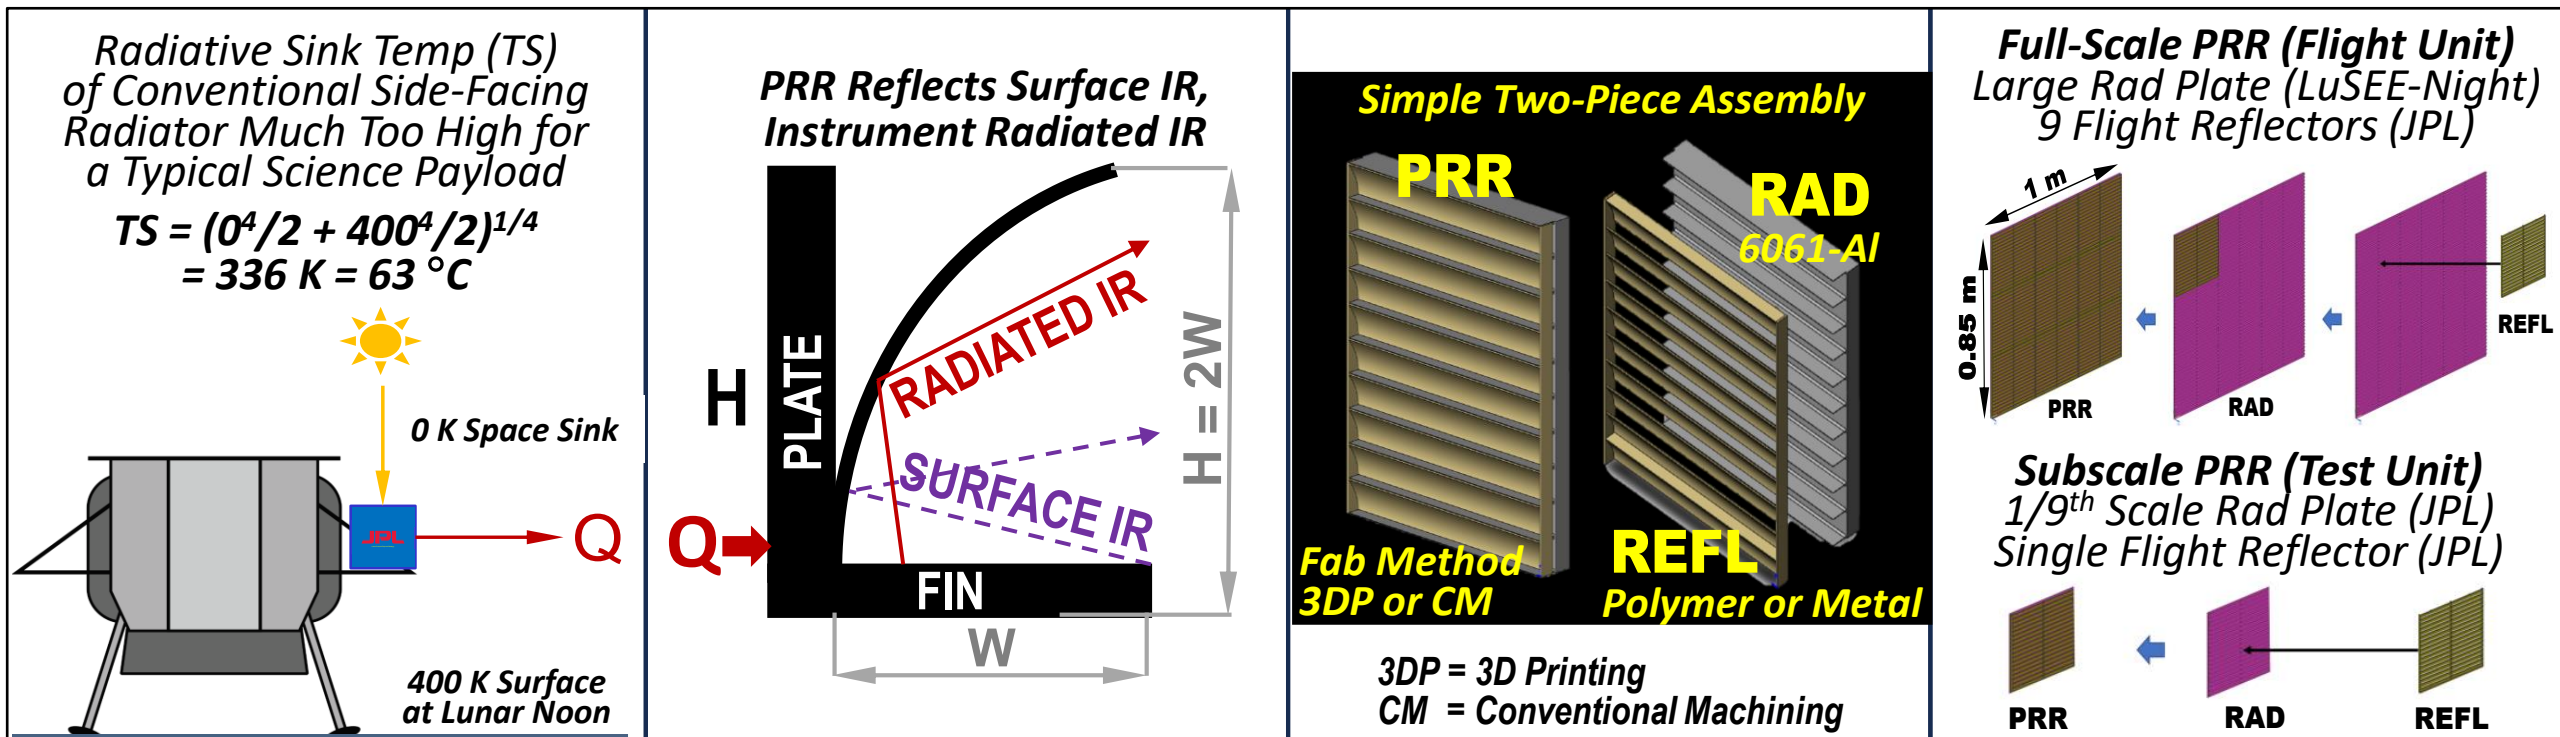 Radiative Sink Temp (TS)
of Conventional Side-Facing
Radiator Much Too High for
a Typical Science Payload
TS = (0⁴/2 + 400⁴/2)¹/⁴
= 336 K = 63 °C
0 K Space Sink
JPL
Q
400 K Surface
at Lunar Noon
PRR Reflects Surface IR,
Instrument Radiated IR
H
PLATE
RADIATED IR
SURFACE IR
H = 2W
Q
FIN
W
Simple Two-Piece Assembly
PRR
RAD
6061-Al
REFL
Fab Method
3DP or CM
Polymer or Metal
3DP = 3D Printing
CM = Conventional Machining
Full-Scale PRR (Flight Unit)
Large Rad Plate (LuSEE-Night)
9 Flight Reflectors (JPL)
1 m
0.85 m
PRR
RAD
REFL
Subscale PRR (Test Unit)
1/9th Scale Rad Plate (JPL)
Single Flight Reflector (JPL)
PRR
RAD
REFL